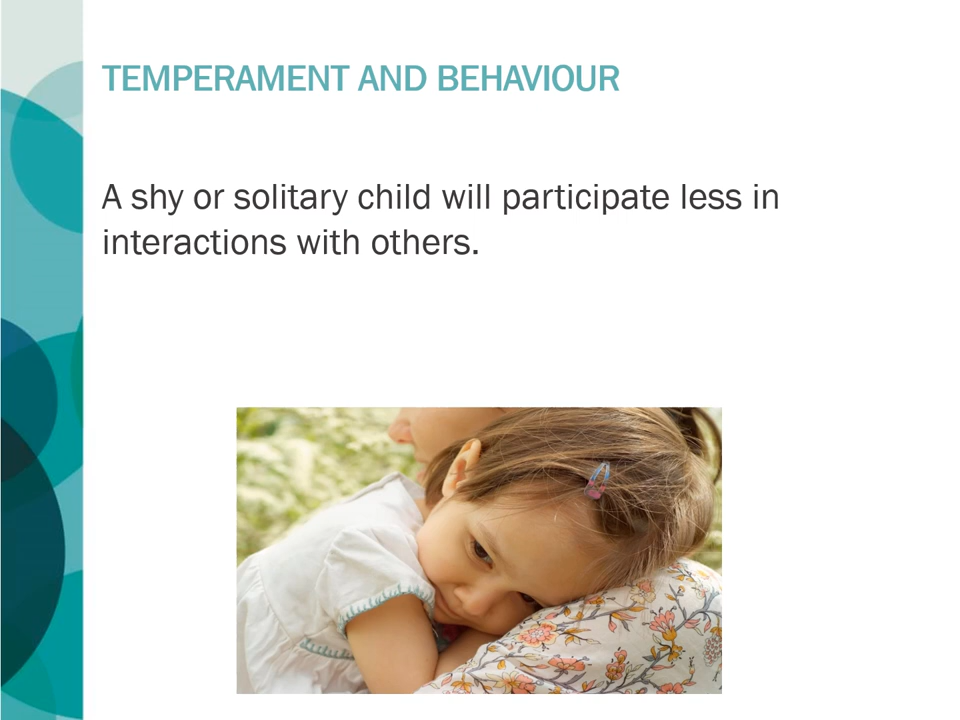 TEMPERAMENT AND BEHAVIOUR
A shy or solitary child will participate less in
interactions with others.